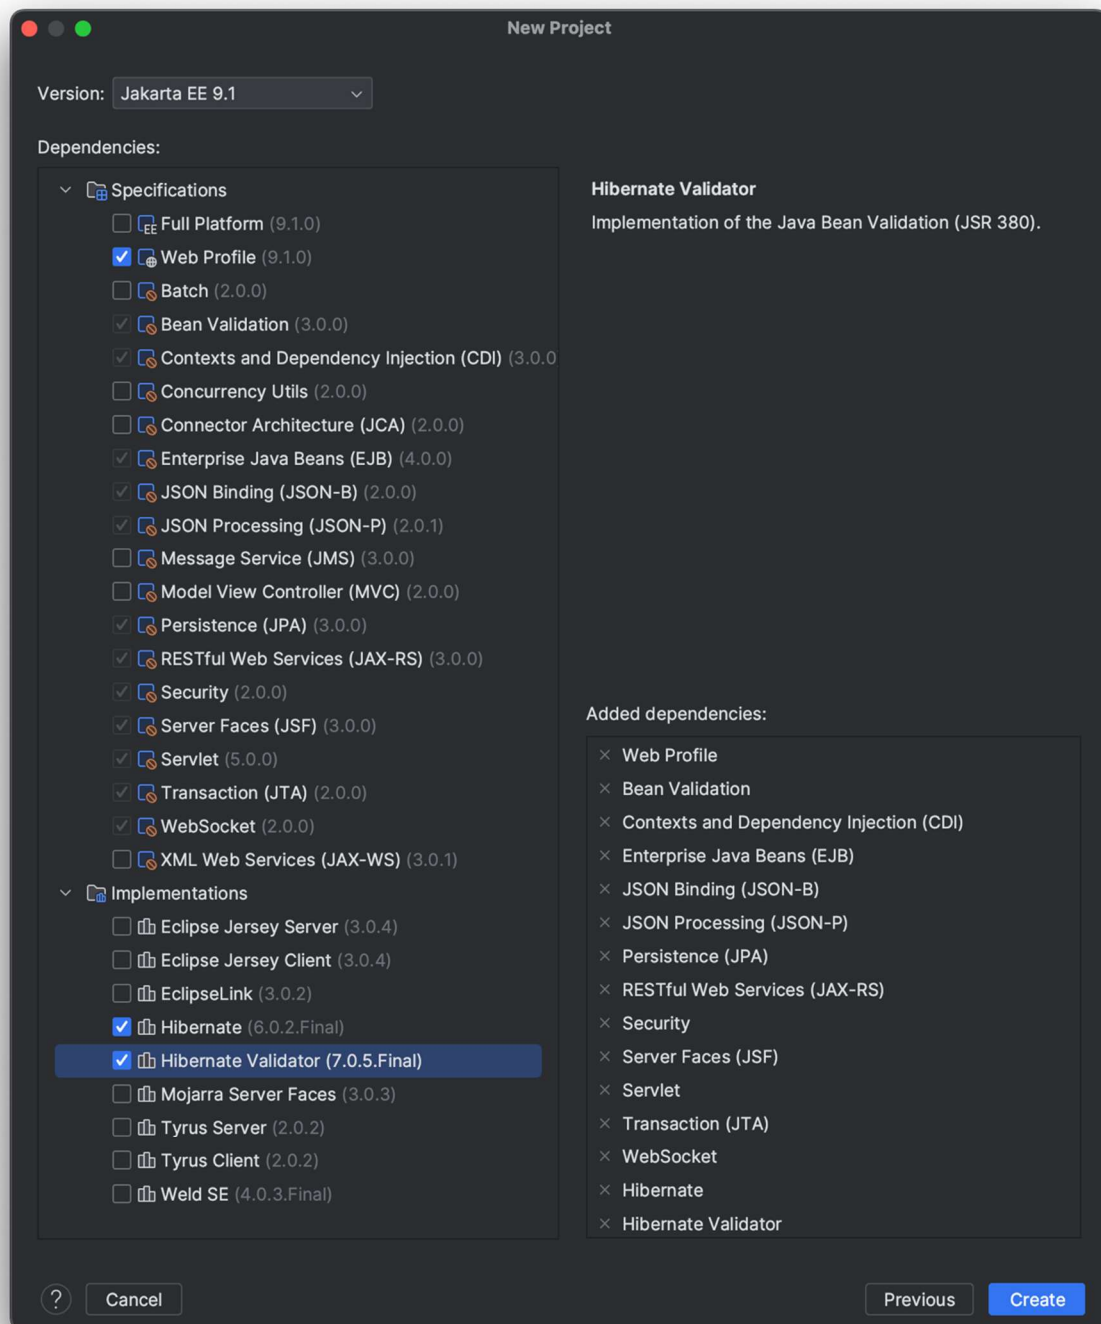 New Project
Version: Jakarta EE 9.1
Dependencies:
Specifications
Full Platform (9.1.0)
Web Profile (9.1.0)
Batch (2.0.0)
Bean Validation (3.0.0)
Contexts and Dependency Injection (CDI) (3.0.0
Concurrency Utils (2.0.0)
Connector Architecture (JCA) (2.0.0)
Enterprise Java Beans (EJB) (4.0.0)
JSON Binding (JSON-B) (2.0.0)
JSON Processing (JSON-P) (2.0.1)
Message Service (JMS) (3.0.0)
Model View Controller (MVC) (2.0.0)
Persistence (JPA) (3.0.0)
RESTful Web Services (JAX-RS) (3.0.0)
Security (2.0.0)
Server Faces (JSF) (3.0.0)
Servlet (5.0.0)
Transaction (JTA) (2.0.0)
WebSocket (2.0.0)
XML Web Services (JAX-WS) (3.0.1)
Implementations
Eclipse Jersey Server (3.0.4)
Eclipse Jersey Client (3.0.4)
EclipseLink (3.0.2)
Hibernate (6.0.2.Final)
Hibernate Validator (7.0.5.Final)
Mojarra Server Faces (3.0.3)
Tyrus Server (2.0.2)
Tyrus Client (2.0.2)
Weld SE (4.0.3.Final)
Hibernate Validator
Implementation of the Java Bean Validation (JSR 380).
Added dependencies:
Web Profile
Bean Validation
Contexts and Dependency Injection (CDI)
Enterprise Java Beans (EJB)
JSON Binding (JSON-B)
JSON Processing (JSON-P)
Persistence (JPA)
RESTful Web Services (JAX-RS)
Security
Server Faces (JSF)
Servlet
Transaction (JTA)
WebSocket
Hibernate
Hibernate Validator
? Cancel Previous Create